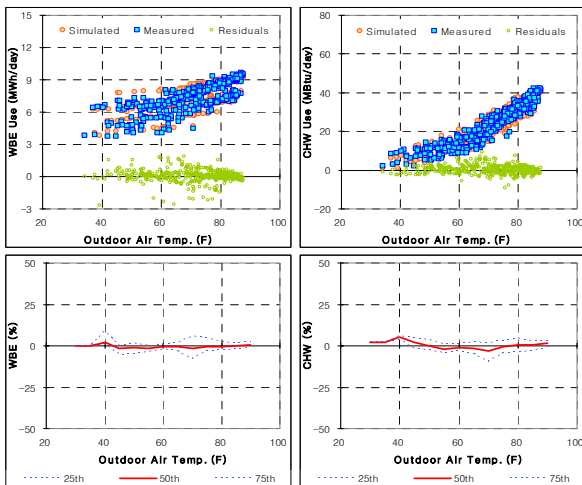 15
12
9
6
3
0
−3
WBE Use (MWh/day)
Simulated Measured Residuals
20 40 60 80 100
Outdoor Air Temp. (F)
80
60
40
20
0
−20
CHW Use (MBtu/day)
Simulated Measured Residuals
20 40 60 80 100
Outdoor Air Temp. (F)
50
25
0
−25
−50
WBE (%)
20 40 60 80 100
Outdoor Air Temp. (F)
25th 50th 75th
50
25
0
−25
−50
CHW (%)
20 40 60 80 100
Outdoor Air Temp. (F)
25th 50th 75th